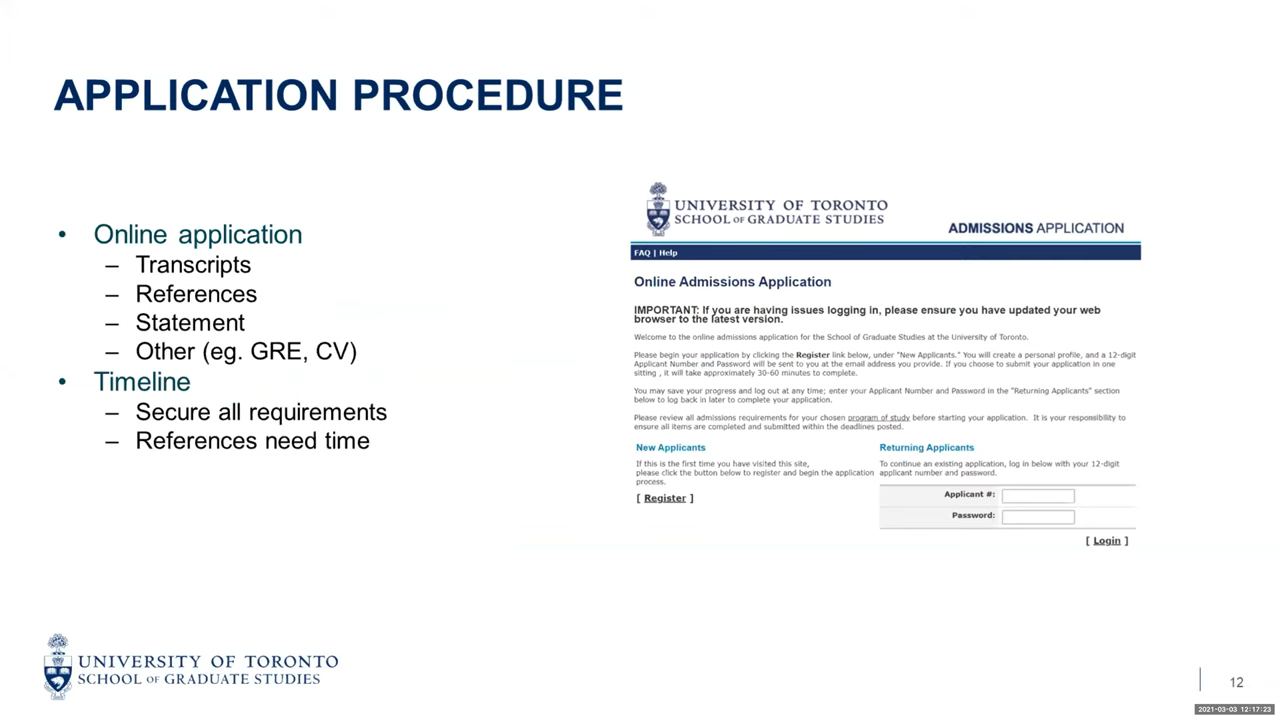 APPLICATION PROCEDURE
• Online application
– Transcripts
– References
– Statement
– Other (eg. GRE, CV)
• Timeline
– Secure all requirements
– References need time
UNIVERSITY OF TORONTO
SCHOOL OF GRADUATE STUDIES
ADMISSIONS APPLICATION
FAQ | Help
Online Admissions Application
IMPORTANT: If you are having issues logging in, please ensure you have updated your web
browser to the latest version.
Welcome to the online admissions application for the School of Graduate Studies at the University of Toronto.
Please begin your application by clicking the Register link below, under "New Applicants." You will create a personal profile, and a 12-digit
Applicant Number and Password will be sent to you at the email address you provide. If you choose to submit your application in one
sitting , it will take approximately 30-60 minutes to complete.
You may save your progress and log out at any time; enter your Applicant Number and Password in the "Returning Applicants" section
below to log back in later to complete your application.
Please review all admissions requirements for your chosen program of study before starting your application. It is your responsibility to
ensure all items are completed and submitted within the deadlines posted.
New Applicants
If this is the first time you have visited this site,
please click the button below to register and begin the application
process.
[ Register ]
Returning Applicants
To continue an existing application, log in below with your 12-digit
applicant number and password.
Applicant #:
Password:
[ Login ]
UNIVERSITY OF TORONTO
SCHOOL OF GRADUATE STUDIES
12
2021-03-03 12:17:23